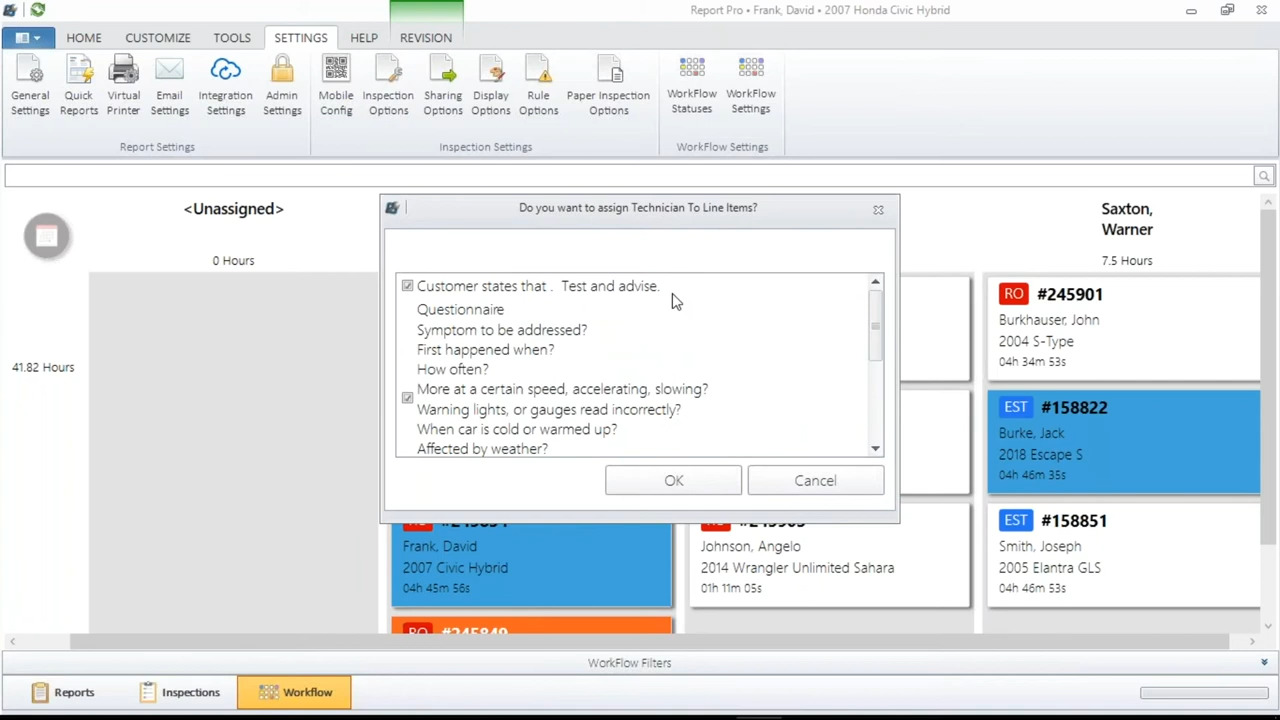 Report Pro • Frank, David • 2007 Honda Civic Hybrid
HOME CUSTOMIZE TOOLS SETTINGS HELP REVISION
General Settings
Quick Reports
Virtual Printer
Email Settings
Integration Settings
Admin Settings
Mobile Config
Inspection Options
Sharing Options
Display Options
Rule Options
Paper Inspection Options
WorkFlow Statuses
WorkFlow Settings
Report Settings
Inspection Settings
WorkFlow Settings
<Unassigned>
0 Hours
41.82 Hours
Do you want to assign Technician To Line Items?
Customer states that . Test and advise.
Questionnaire
Symptom to be addressed?
First happened when?
How often?
More at a certain speed, accelerating, slowing?
Warning lights, or gauges read incorrectly?
When car is cold or warmed up?
Affected by weather?
OK Cancel
Frank, David
2007 Civic Hybrid
04h 45m 56s
RO #245849
Johnson, Angelo
2014 Wrangler Unlimited Sahara
01h 11m 05s
Saxton,
Warner
7.5 Hours
RO #245901
Burkhauser, John
2004 S-Type
04h 34m 53s
EST #158822
Burke, Jack
2018 Escape S
04h 46m 35s
EST #158851
Smith, Joseph
2005 Elantra GLS
04h 46m 53s
WorkFlow Filters
Reports Inspections Workflow